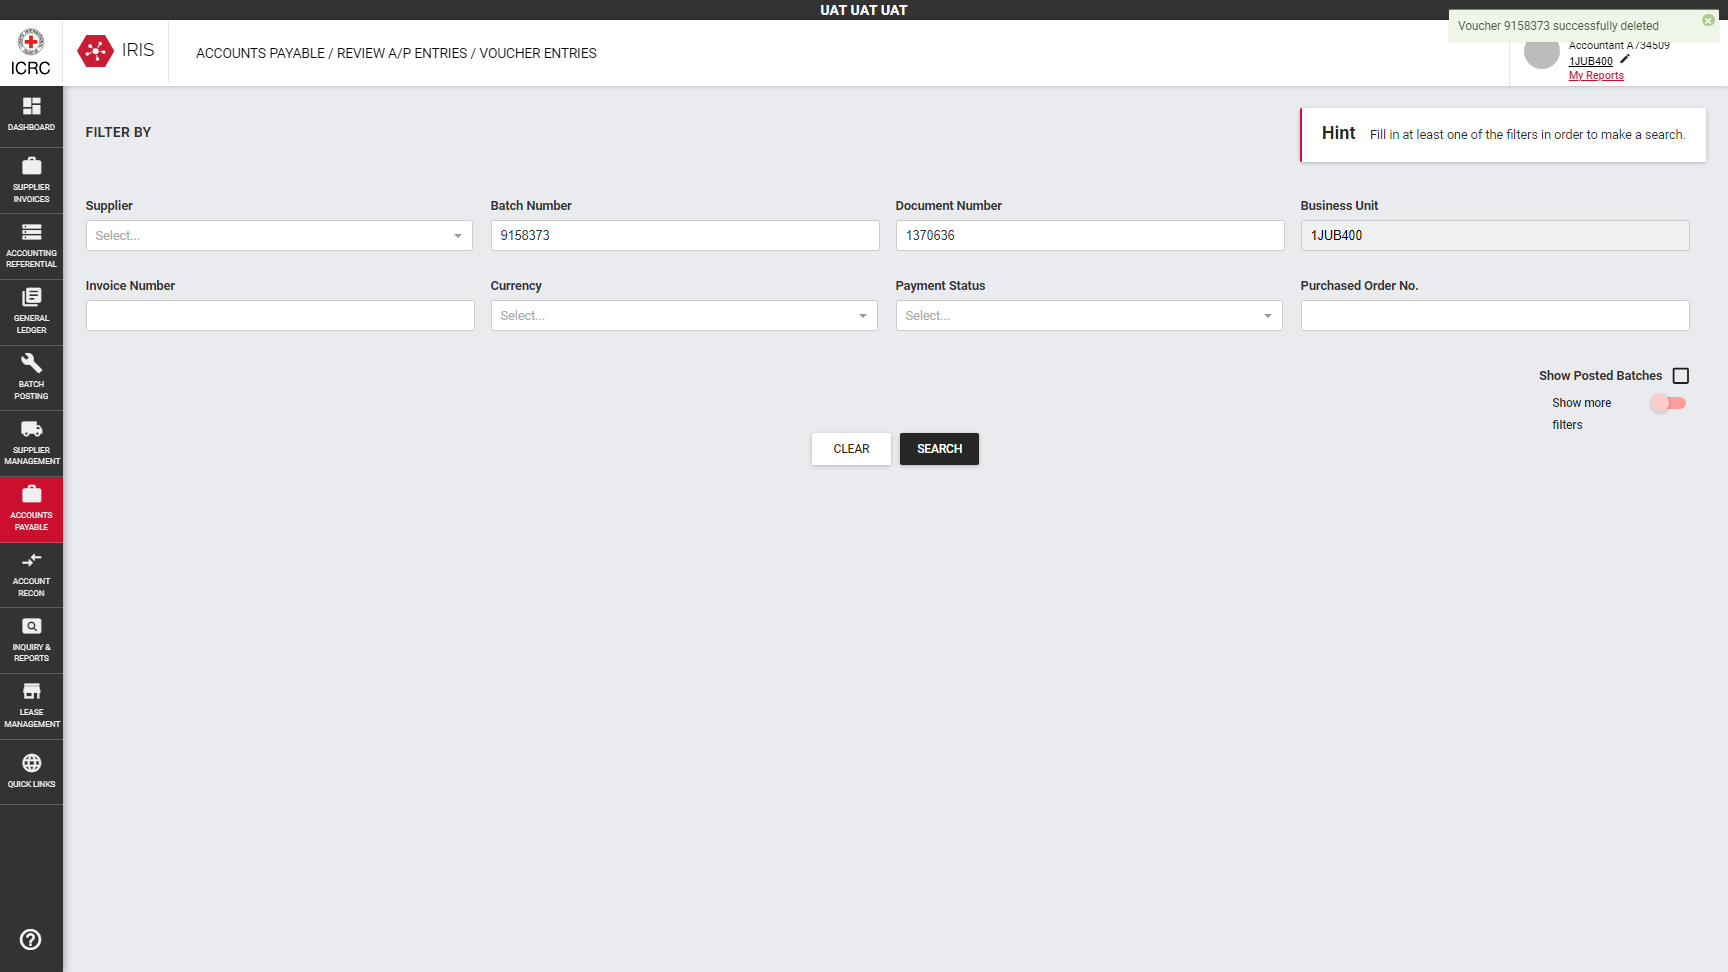 UAT UAT UAT
Voucher 9158373 successfully deleted
ICRC
IRIS
ACCOUNTS PAYABLE / REVIEW A/P ENTRIES / VOUCHER ENTRIES
Accountant A734509
1JUB400
My Reports
DASHBOARD
SUPPLIER
INVOICES
ACCOUNTING
REFERENTIAL
GENERAL
LEDGER
BATCH
POSTING
SUPPLIER
MANAGEMENT
ACCOUNTS
PAYABLE
ACCOUNT
RECON
INQUIRY &
REPORTS
LEASE
MANAGEMENT
QUICK LINKS
FILTER BY
Hint Fill in at least one of the filters in order to make a search.
Supplier
Select...
Batch Number
9158373
Document Number
1370636
Business Unit
1JUB400
Invoice Number
Currency
Select...
Payment Status
Select...
Purchased Order No.
Show Posted Batches
Show more
filters
CLEAR
SEARCH